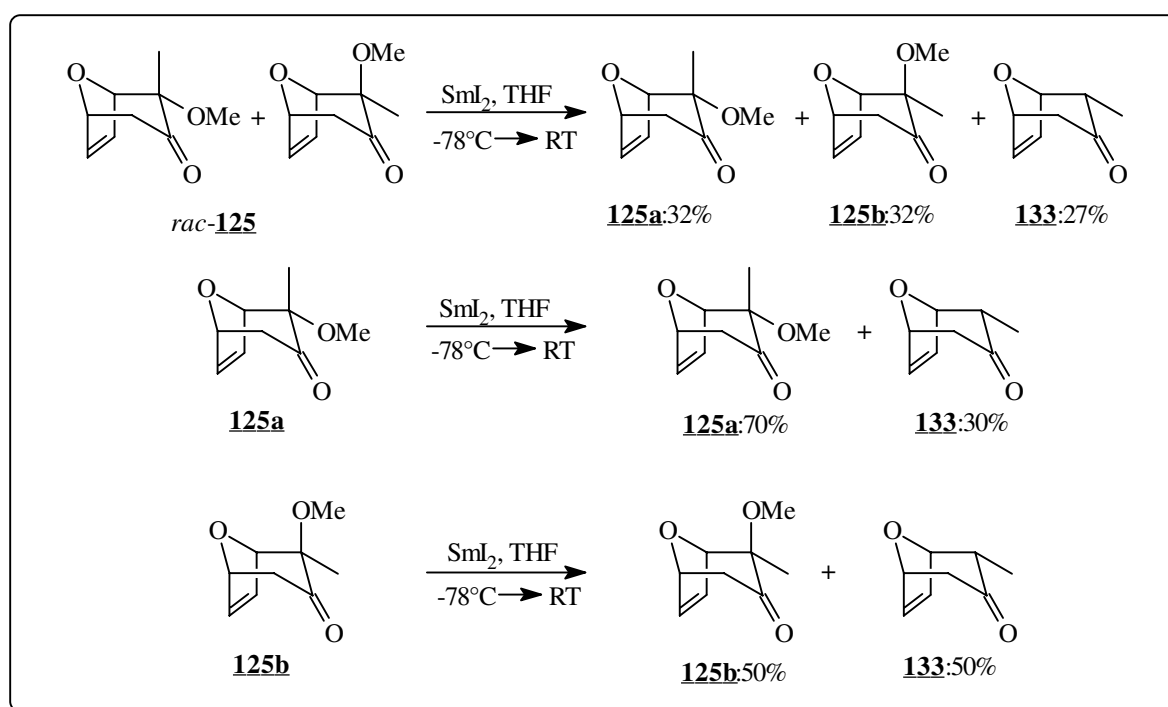 O OMe O + O OMe O SmI2, THF -78°C → RT O OMe O + O OMe O + O O
rac-125 125a:32% 125b:32% 133:27%
O OMe O SmI2, THF -78°C → RT O OMe O + O O
125a 125a:70% 133:30%
O OMe O SmI2, THF -78°C → RT O OMe O + O O
125b 125b:50% 133:50%